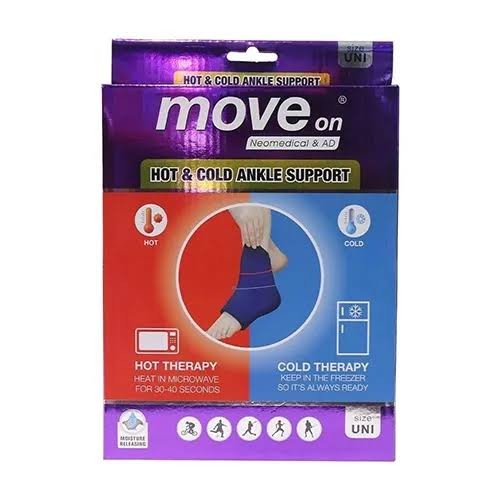 size
UNI
HOT & COLD ANKLE SUPPORT
move on ®
Neomedical & AD
HOT & COLD ANKLE SUPPORT
HOT
COLD
HOT THERAPY
HEAT IN MICROWAVE
FOR 30-40 SECONDS
COLD THERAPY
KEEP IN THE FREEZER
SO IT'S ALWAYS READY
MOISTURE
RELEASING
size
UNI